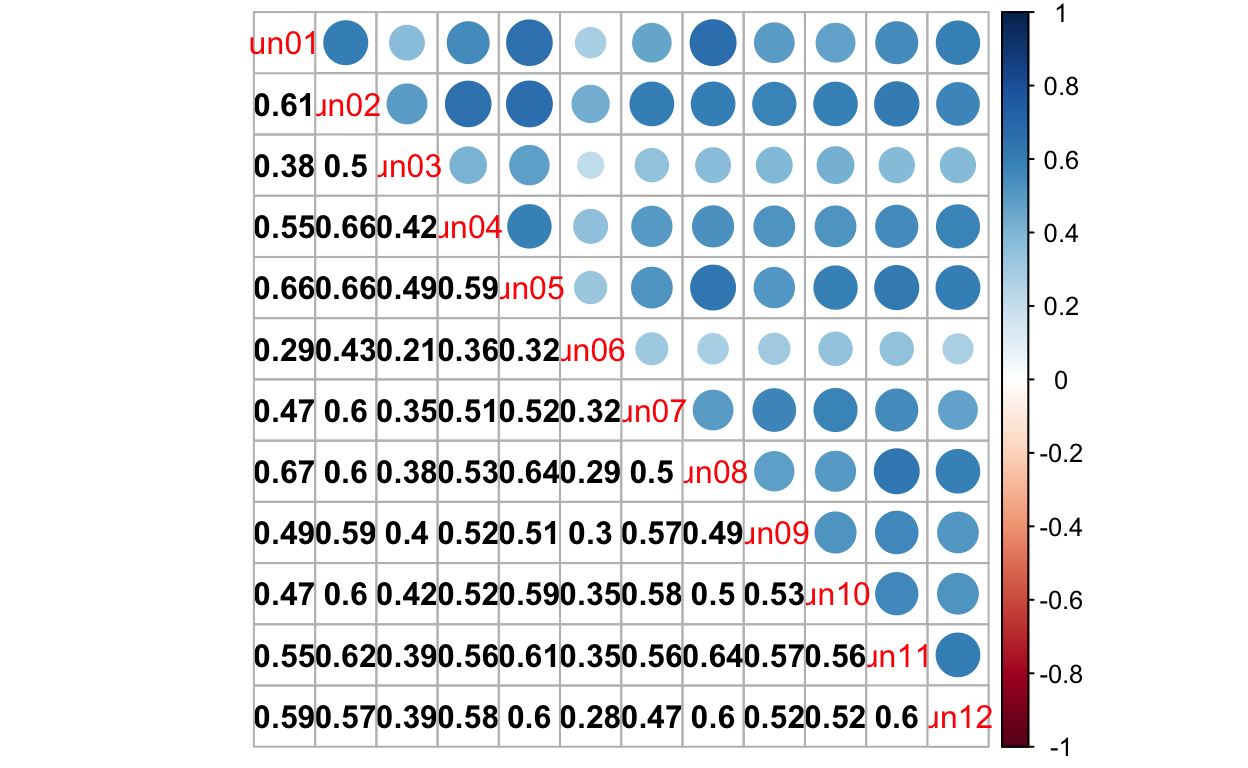 un01 1
0.61 un02 0.8
0.38 0.5 un03
0.55 0.66 0.42 un04 0.6
0.66 0.66 0.49 0.59 un05 0.4
0.29 0.43 0.21 0.36 0.32 un06 0.2
0.47 0.6 0.35 0.51 0.52 0.32 un07 0
0.67 0.6 0.38 0.53 0.64 0.29 0.5 un08 -0.2
0.49 0.59 0.4 0.52 0.51 0.3 0.57 0.49 un09 -0.4
0.47 0.6 0.42 0.52 0.59 0.35 0.58 0.5 0.53 un10 -0.6
0.55 0.62 0.39 0.56 0.61 0.35 0.56 0.64 0.57 0.56 un11 -0.8
0.59 0.57 0.39 0.58 0.6 0.28 0.47 0.6 0.52 0.52 0.6 un12 -1